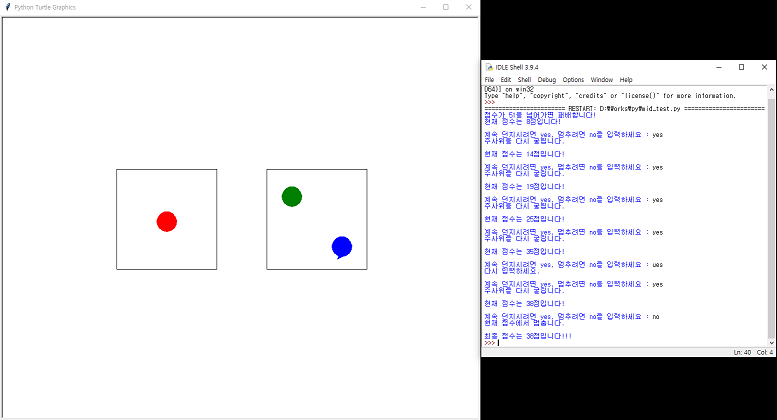 Python Turtle Graphics
IDLE Shell 3.9.4
File Edit Shell Debug Options Window Help
D64)] on win32
Type "help", "copyright", "credits" or "license()" for more information.
>>>
===================== RESTART: D:\Works\py\mid_test.py =====================
점수가 51을 넘어가면 패배합니다!
현재 점수는 8점입니다!
계속 던지시려면 yes, 멈추려면 no를 입력하세요 : yes
주사위를 다시 굴립니다.
현재 점수는 14점입니다!
계속 던지시려면 yes, 멈추려면 no를 입력하세요 : yes
주사위를 다시 굴립니다.
현재 점수는 19점입니다!
계속 던지시려면 yes, 멈추려면 no를 입력하세요 : yes
주사위를 다시 굴립니다.
현재 점수는 25점입니다!
계속 던지시려면 yes, 멈추려면 no를 입력하세요 : yes
주사위를 다시 굴립니다.
현재 점수는 35점입니다!
계속 던지시려면 yes, 멈추려면 no를 입력하세요 : ues
다시 입력하세요.
계속 던지시려면 yes, 멈추려면 no를 입력하세요 : yes
주사위를 다시 굴립니다.
현재 점수는 38점입니다!
계속 던지시려면 yes, 멈추려면 no를 입력하세요 : no
현재 점수에서 멈춥니다.
최종 점수는 38점입니다!!!
>>>
Ln: 40 Col: 4